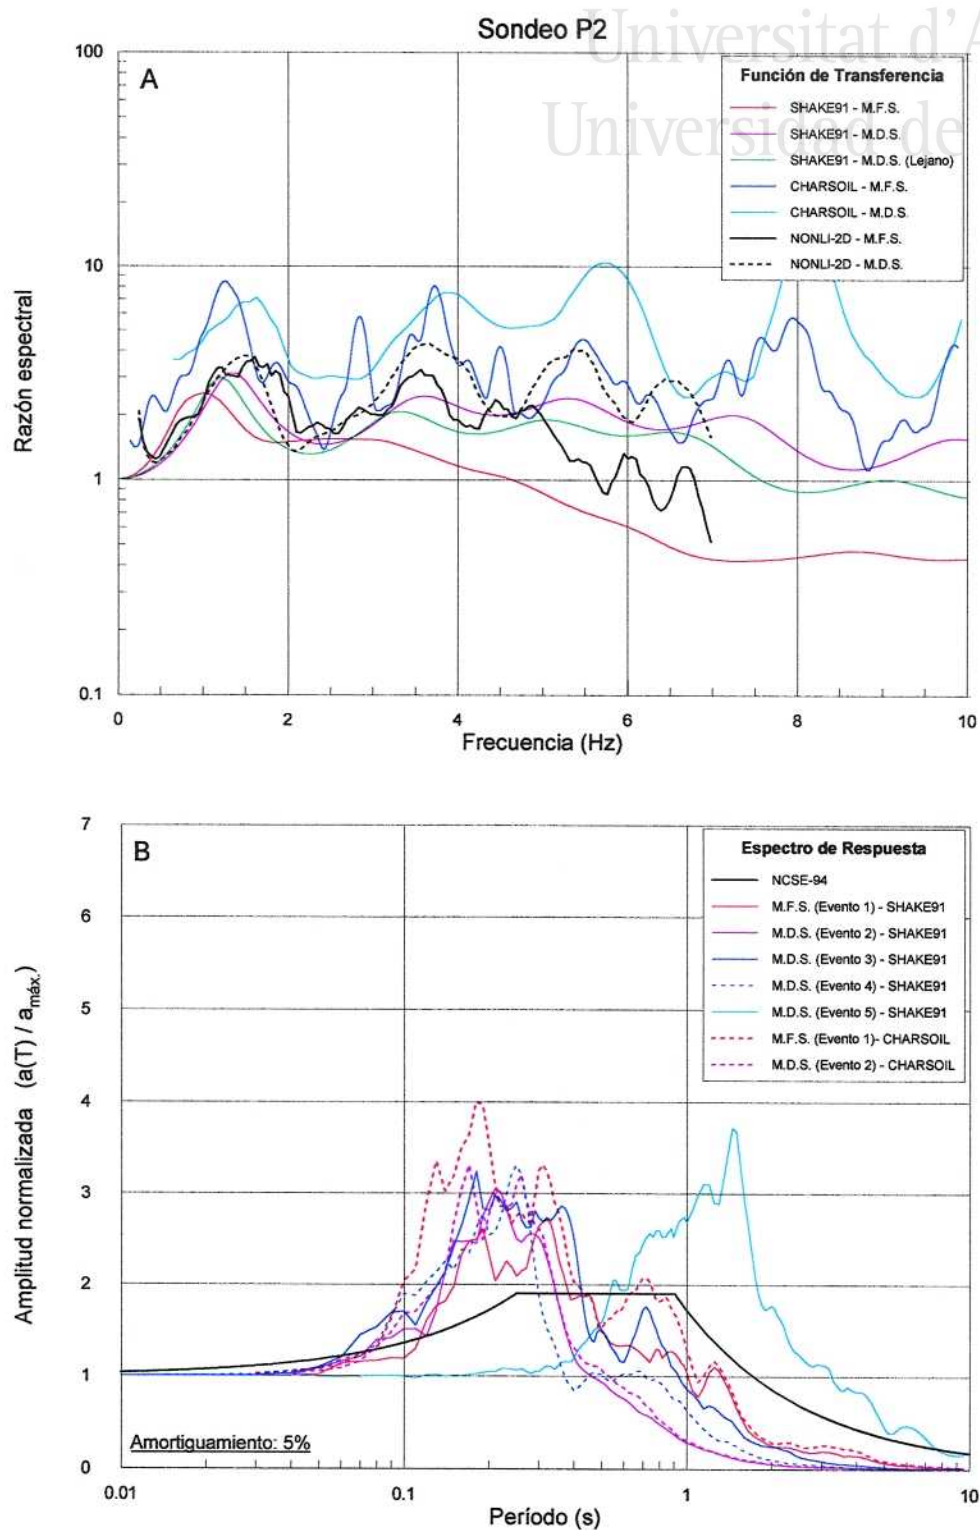 Universitat d'A
Universidad de
Sondeo P2
A
Razón espectral
100
10
1
0.1
0
2
4
6
8
10
Frecuencia (Hz)
Función de Transferencia
SHAKE91 - M.F.S.
SHAKE91 - M.D.S.
SHAKE91 - M.D.S. (Lejano)
CHARSOIL - M.F.S.
CHARSOIL - M.D.S.
NONLI-2D - M.F.S.
NONLI-2D - M.D.S.
B
Amplitud normalizada (a(T) / amáx.)
7
6
5
4
3
2
1
0
0.01
0.1
1
10
Período (s)
Espectro de Respuesta
NCSE-94
M.F.S. (Evento 1) - SHAKE91
M.D.S. (Evento 2) - SHAKE91
M.D.S. (Evento 3) - SHAKE91
M.D.S. (Evento 4) - SHAKE91
M.D.S. (Evento 5) - SHAKE91
M.F.S. (Evento 1)- CHARSOIL
M.D.S. (Evento 2) - CHARSOIL
Amortiguamiento: 5%